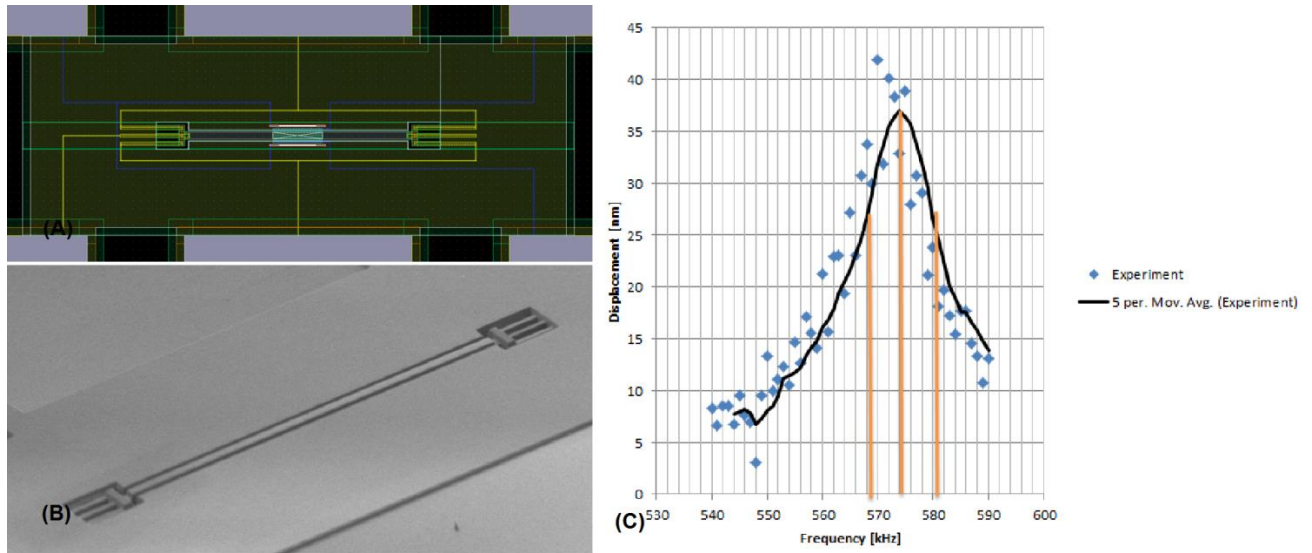 (A)
(B)
45
40
35
30
25
20
15
10
5
0
Displacement [nm]
530 540 550 560 570 580 590 600
Frequency [kHz]
(C)
Experiment
5 per. Mov. Avg. (Experiment)